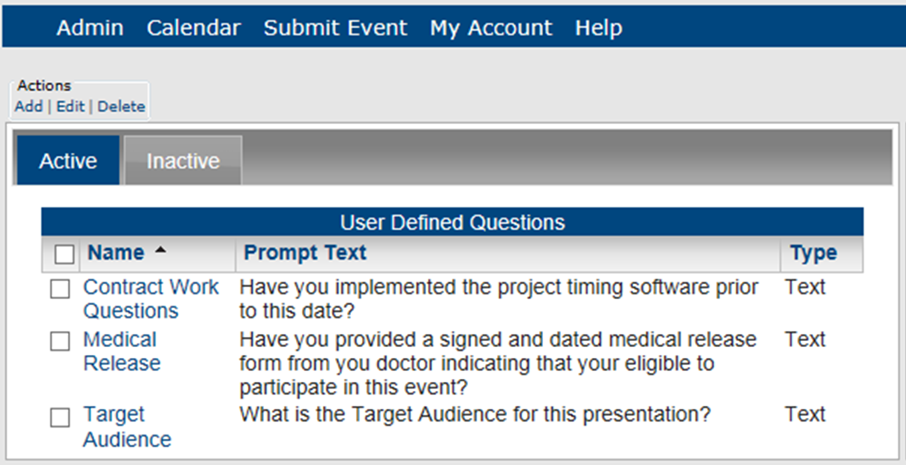 Admin Calendar Submit Event My Account Help
Actions
Add | Edit | Delete
Active Inactive
User Defined Questions
Name Prompt Text Type
Contract Work Questions
Have you implemented the project timing software prior
to this date?
Text
Medical
Release
Have you provided a signed and dated medical release
form from you doctor indicating that your eligible to
participate in this event?
Text
Target
Audience
What is the Target Audience for this presentation?
Text